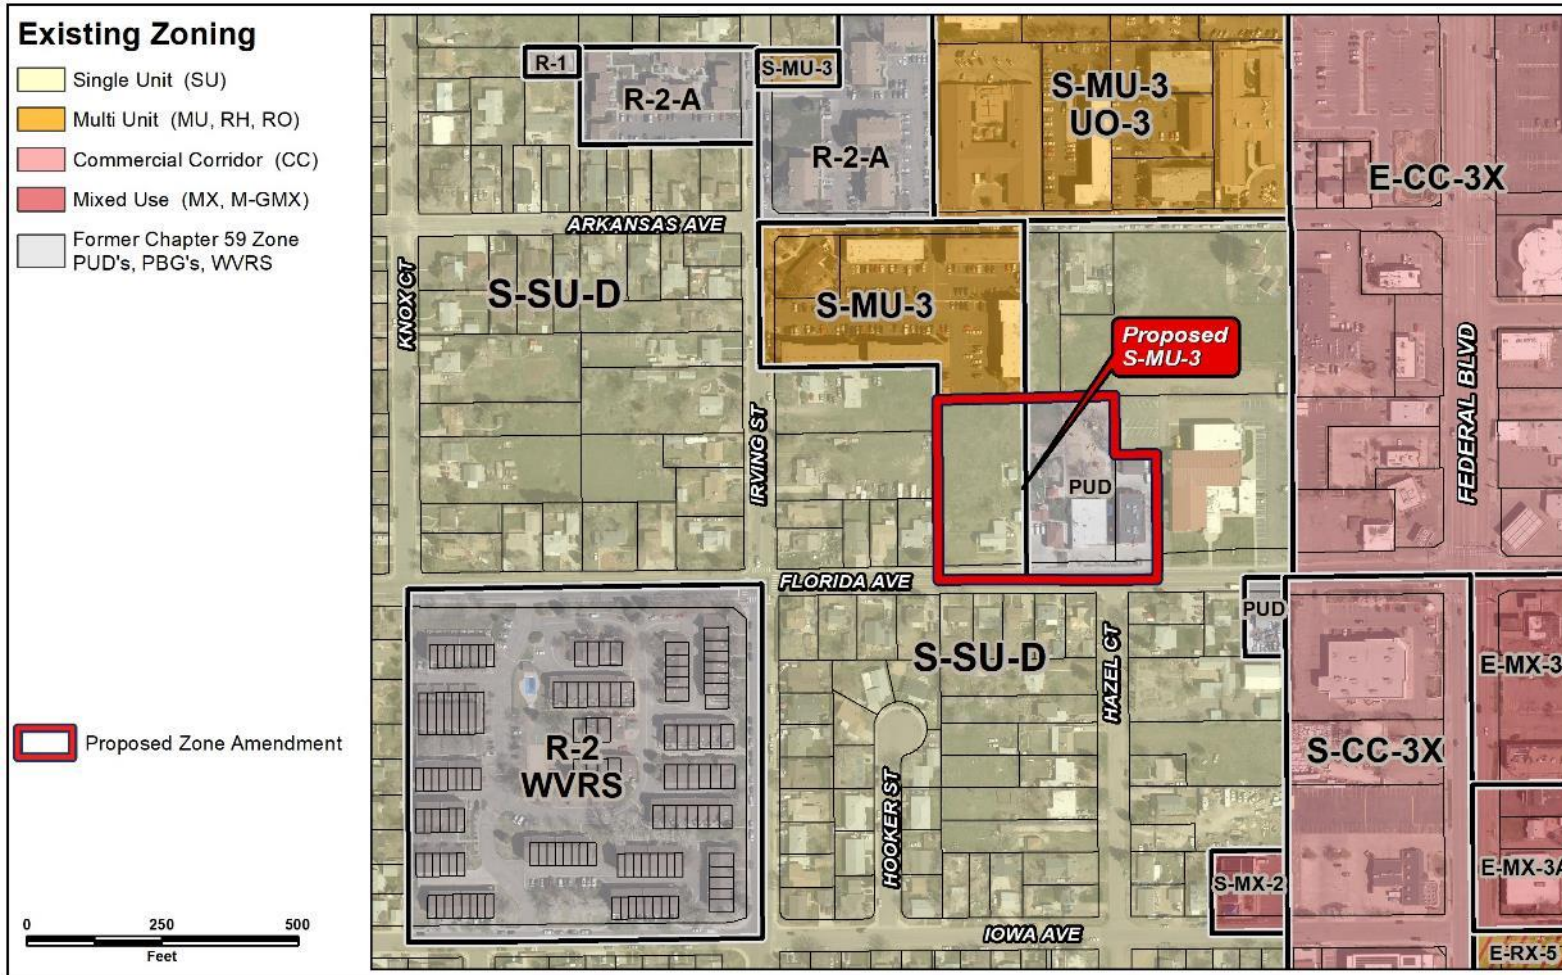 Existing Zoning
Single Unit (SU)
Multi Unit (MU, RH, RO)
Commercial Corridor (CC)
Mixed Use (MX, M-GMX)
Former Chapter 59 Zone
PUD's, PBG's, WVRS
Proposed Zone Amendment
0 250 500
Feet
R-1
R-2-A
S-MU-3
R-2-A
S-MU-3
UO-3
E-CC-3X
ARKANSAS AVE
KNOX CT
S-SU-D
S-MU-3
Proposed
S-MU-3
FEDERAL BLVD
IRVING ST
PUD
FLORIDA AVE
PUD
S-SU-D
HAZEL CT
E-MX-3
R-2
WVRS
HOOKER ST
S-CC-3X
S-MX-2
E-MX-3A
IOWA AVE
E-RX-5